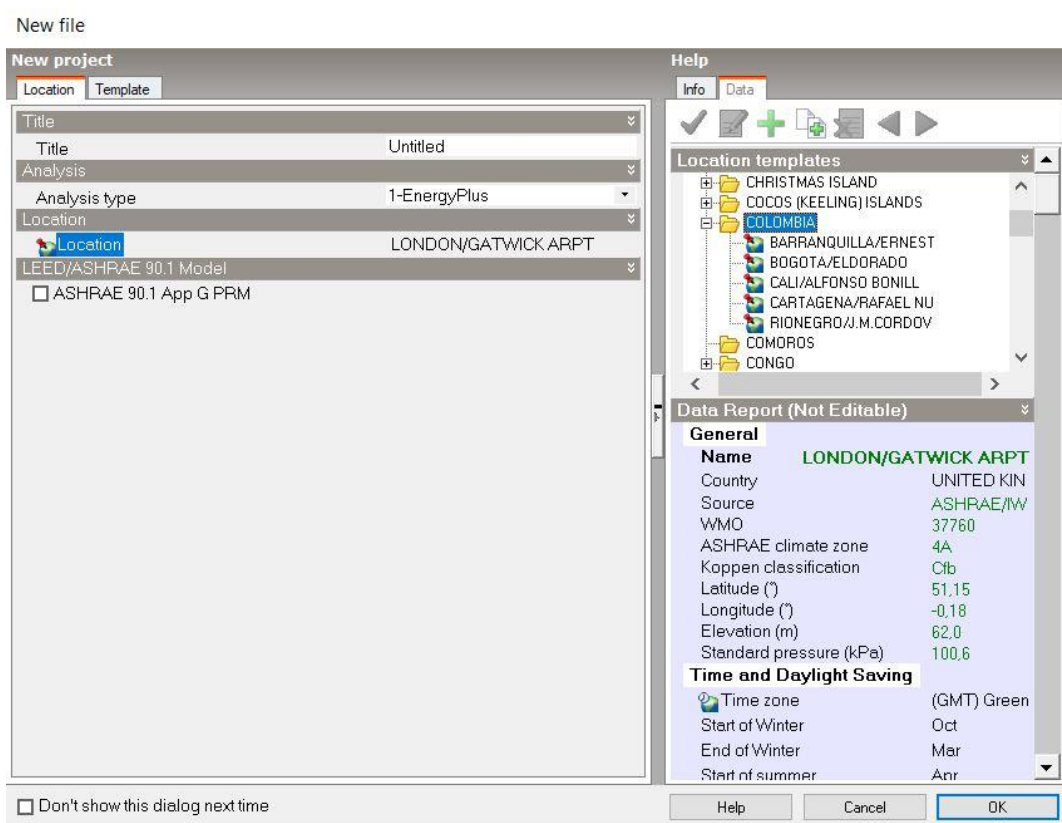 New file
New project
Location Template
Title
Title Untitled
Analysis
Analysis type 1-EnergyPlus
Location
Location LONDON/GATWICK ARPT
LEED/ASHRAE 90.1 Model
ASHRAE 90.1 App G PRM
Help
Info Data
Location templates
CHRISTMAS ISLAND
COCOS (KEELING) ISLANDS
COLOMBIA
BARRANQUILLA/ERNEST
BOGOTA/ELDORADO
CALI/ALFONSO BONILL
CARTAGENA/RAFAEL NU
RIONEGRO/J.M.CORDOV
COMOROS
CONGO
Data Report (Not Editable)
General
Name LONDON/GATWICK ARPT
Country UNITED KIN
Source ASHRAE/IW
WMO 37760
ASHRAE climate zone 4A
Koppen classification Cfb
Latitude (°) 51,15
Longitude (°) -0,18
Elevation (m) 62,0
Standard pressure (kPa) 100,6
Time and Daylight Saving
Time zone (GMT) Green
Start of Winter Oct
End of Winter Mar
Start of summer Apr
Don't show this dialog next time
Help Cancel OK